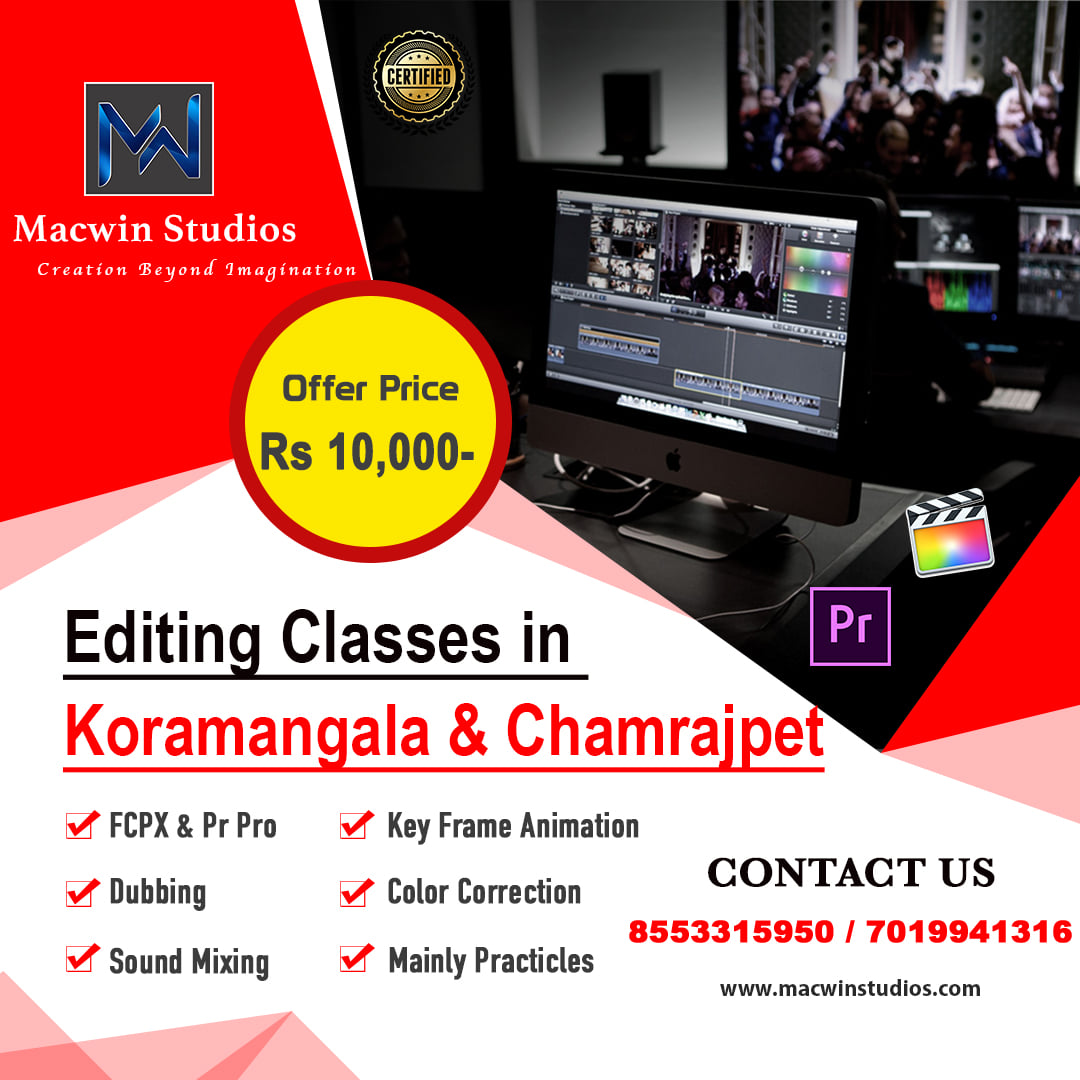 MW
Macwin Studios
Creation Beyond Imagination
CERTIFIED
Offer Price
Rs 10,000-
Pr
Editing Classes in
Koramangala & Chamrajpet
FCPX & Pr Pro
Key Frame Animation
Dubbing
Color Correction
Sound Mixing
Mainly Practicles
CONTACT US
8553315950 / 7019941316
www.macwinstudios.com